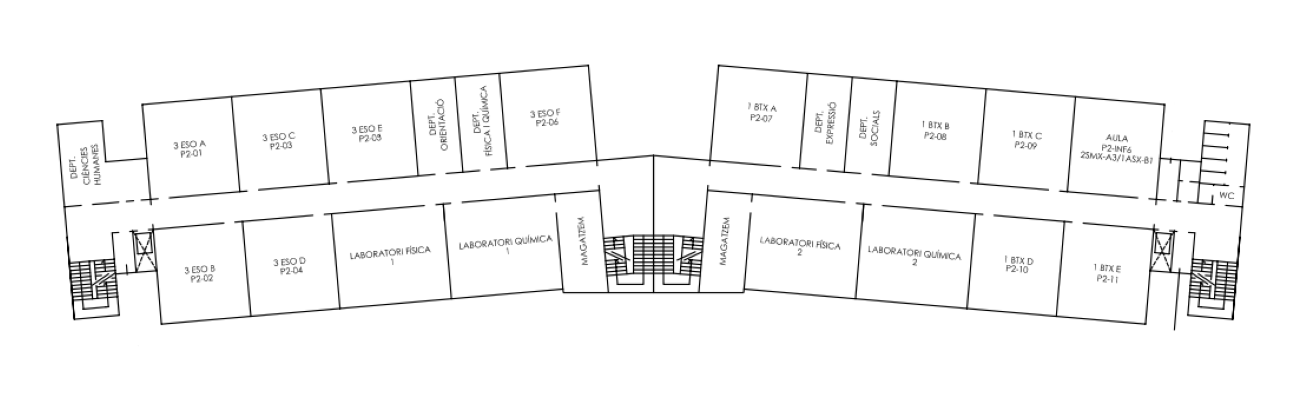 DEPT.
CIÈNCIES
HUMANES
3 ESO A
P2-01
3 ESO C
P2-03
3 ESO E
P2-03
DEPT.
ORIENTACIÓ
DEPT.
FÍSICA I QUÍMICA
3 ESO F
P2-06
1 BTX A
P2-07
DEPT.
EXPRESSIÓ
DEPT.
SOCIALS
1 BTX B
P2-08
1 BTX C
P2-09
AULA
P2-INF6
2SMX-A3/1ASX-B1
WC
3 ESO B
P2-02
3 ESO D
P2-04
LABORATORI FÍSICA
1
LABORATORI QUÍMICA
1
MAGATZEM
MAGATZEM
LABORATORI FÍSICA
2
LABORATORI QUÍMICA
2
1 BTX D
P2-10
1 BTX E
P2-11